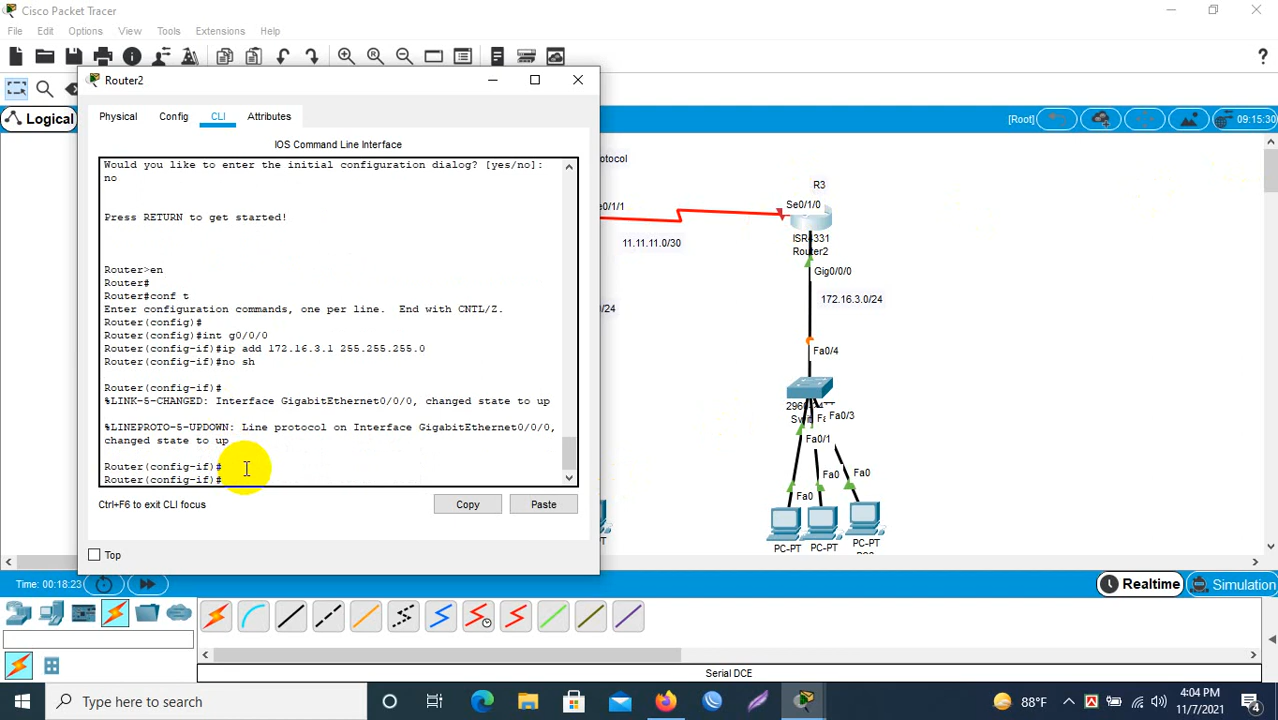 Cisco Packet Tracer
File Edit Options View Tools Extensions Help
Router2
Logical
[Root]
09:15:30
Physical Config CLI Attributes
IOS Command Line Interface
Would you like to enter the initial configuration dialog? [yes/no]:
no
Press RETURN to get started!
Router>en
Router#
Router#conf t
Enter configuration commands, one per line. End with CNTL/Z.
Router(config)#
Router(config)#int g0/0/0
Router(config-if)#ip add 172.16.3.1 255.255.255.0
Router(config-if)#no sh
Router(config-if)#
%LINK-5-CHANGED: Interface GigabitEthernet0/0/0, changed state to up
%LINEPROTO-5-UPDOWN: Line protocol on Interface GigabitEthernet0/0/0,
changed state to up
Router(config-if)#
Router(config-if)#
Ctrl+F6 to exit CLI focus
Copy
Paste
Top
R3
Se0/1/0
11.11.11.0/30
ISR4331
Router2
Gig0/0/0
172.16.3.0/24
Fa0/4
Fa0/3
Fa0/1
Fa0
Fa0
PC-PT
PC-PT
PC-PT
Time: 00:18:23
Realtime
Simulation
Serial DCE
Type here to search
88°F
4:04 PM
11/7/2021
4